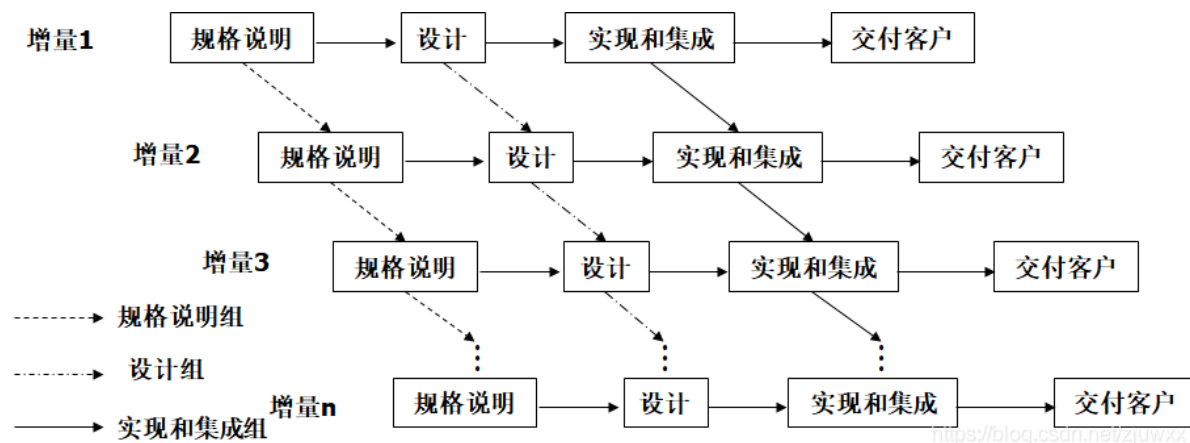 增量1 规格说明 设计 实现和集成 交付客户
增量2 规格说明 设计 实现和集成 交付客户
增量3 规格说明 设计 实现和集成 交付客户
规格说明组
设计组
增量n 规格说明 设计 实现和集成 交付客户
实现和集成组
https://blog.csdn.net/zjuwxx